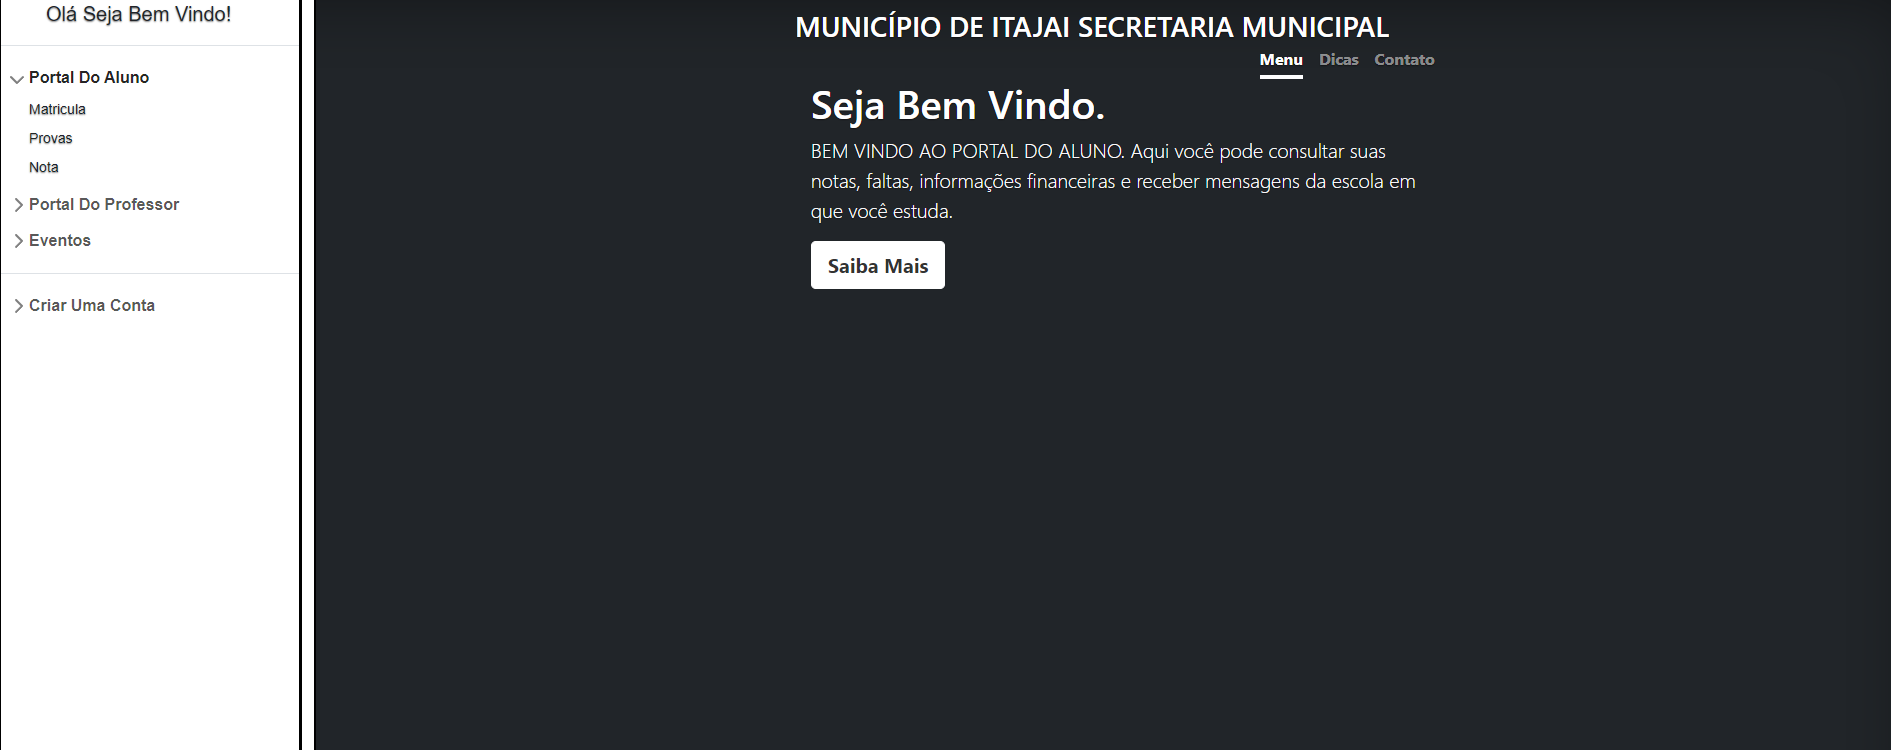 Olá Seja Bem Vindo!
Portal Do Aluno
Matricula
Provas
Nota
Portal Do Professor
Eventos
Criar Uma Conta
MUNICÍPIO DE ITAJAI SECRETARIA MUNICIPAL
Menu Dicas Contato
Seja Bem Vindo.
BEM VINDO AO PORTAL DO ALUNO. Aqui você pode consultar suas
notas, faltas, informações financeiras e receber mensagens da escola em
que você estuda.
Saiba Mais